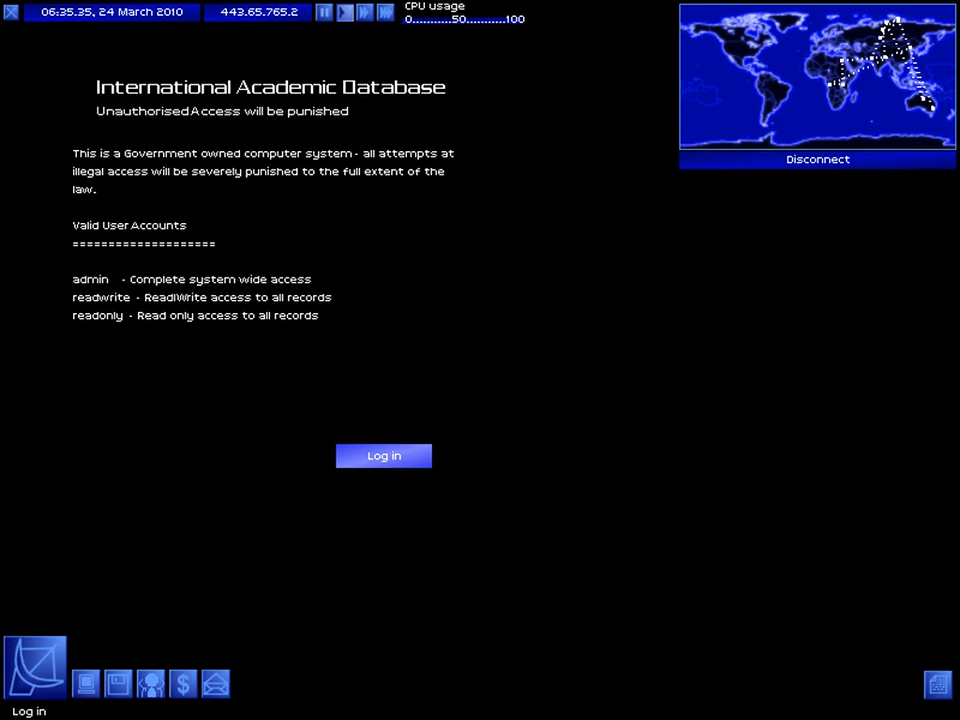 06:35.35, 24 March 2010 443.65.765.2 CPU usage
0...........50...........100
International Academic Database
Unauthorised Access will be punished
This is a Government owned computer system - all attempts at
illegal access will be severely punished to the full extent of the
law.
Disconnect
Valid User Accounts
====================
admin - Complete system wide access
readwrite - Read/Write access to all records
readonly - Read only access to all records
Log in
$
Log in